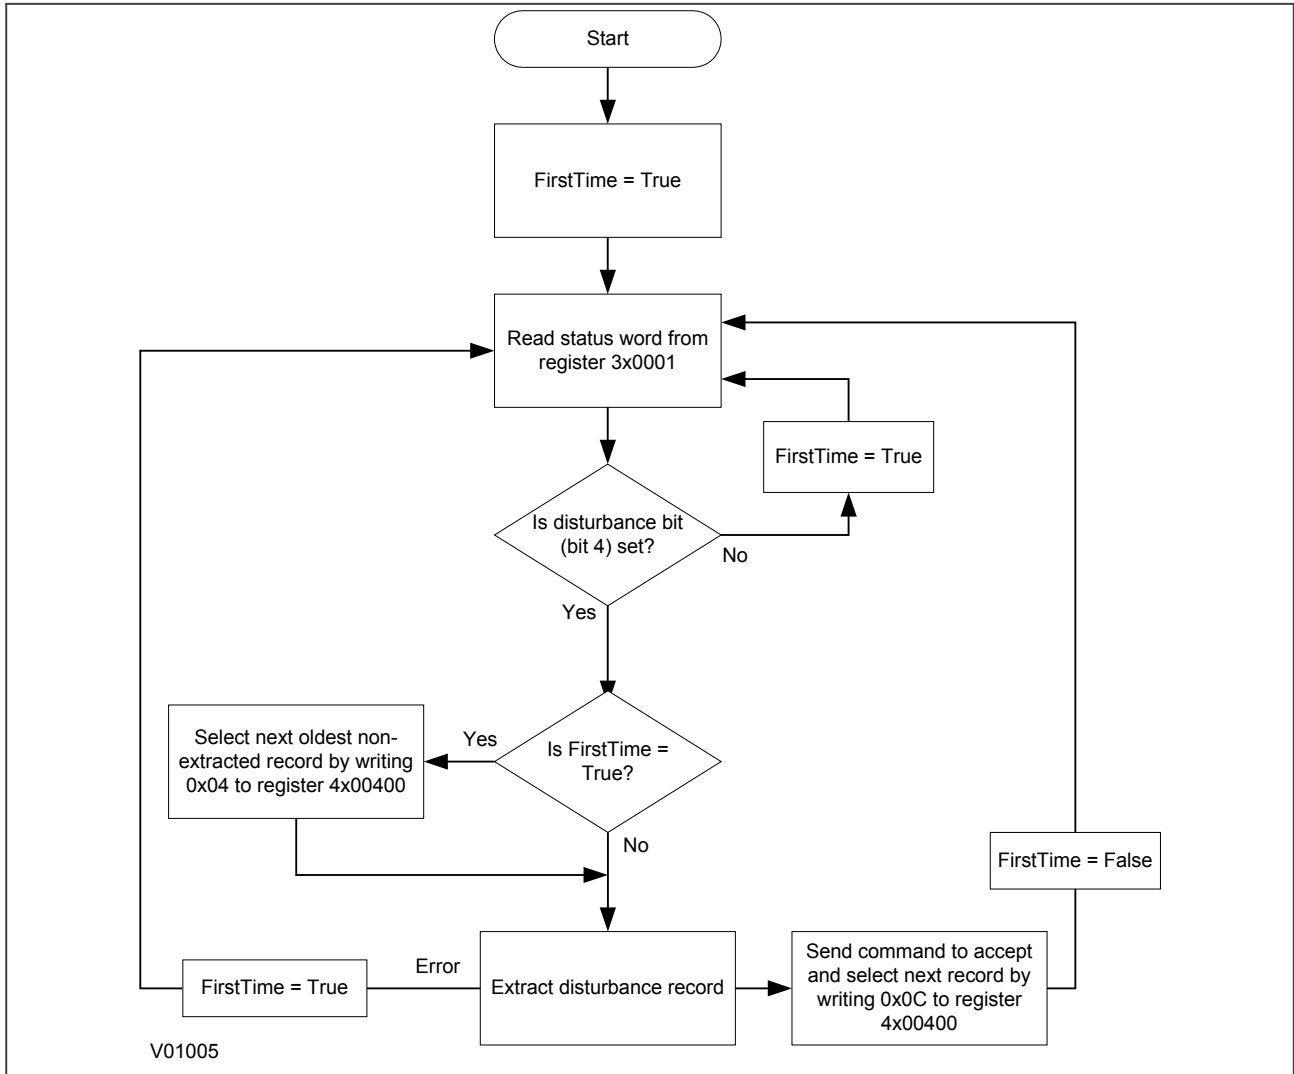 Start
FirstTime = True
Read status word from
register 3x0001
FirstTime = True
Is disturbance bit
(bit 4) set?
No
Yes
Select next oldest non-
extracted record by writing
0x04 to register 4x00400
Yes
Is FirstTime =
True?
No
FirstTime = False
Error
FirstTime = True
Extract disturbance record
Send command to accept
and select next record by
writing 0x0C to register
4x00400
V01005